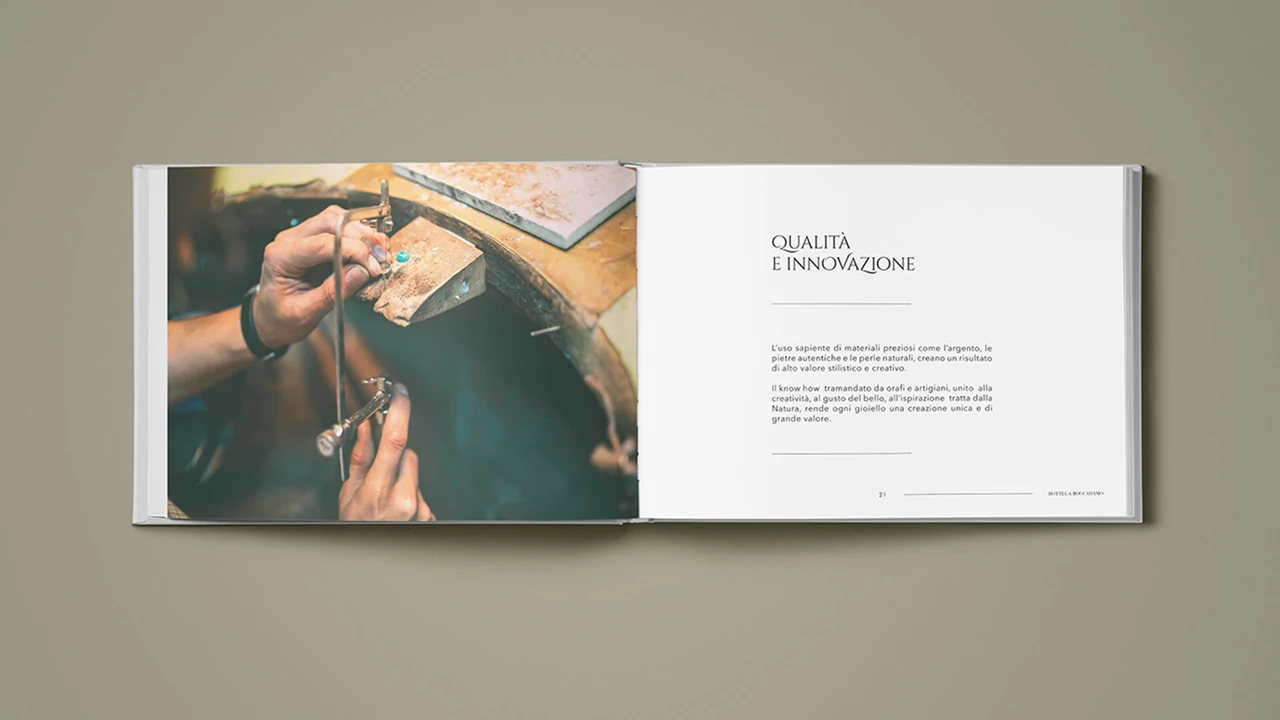 QUALITÀ
E INNOVAZIONE
L'uso sapiente di materiali preziosi come l'argento, le
pietre autentiche e le perle naturali, creano un risultato
di alto valore stilistico e creativo.
Il know how tramandato da orafi e artigiani, unito alla
creatività, al gusto del bello, all'ispirazione tratta dalla
Natura, rende ogni gioiello una creazione unica e di
grande valore.
21
BOTTEGA BOCCADAMO